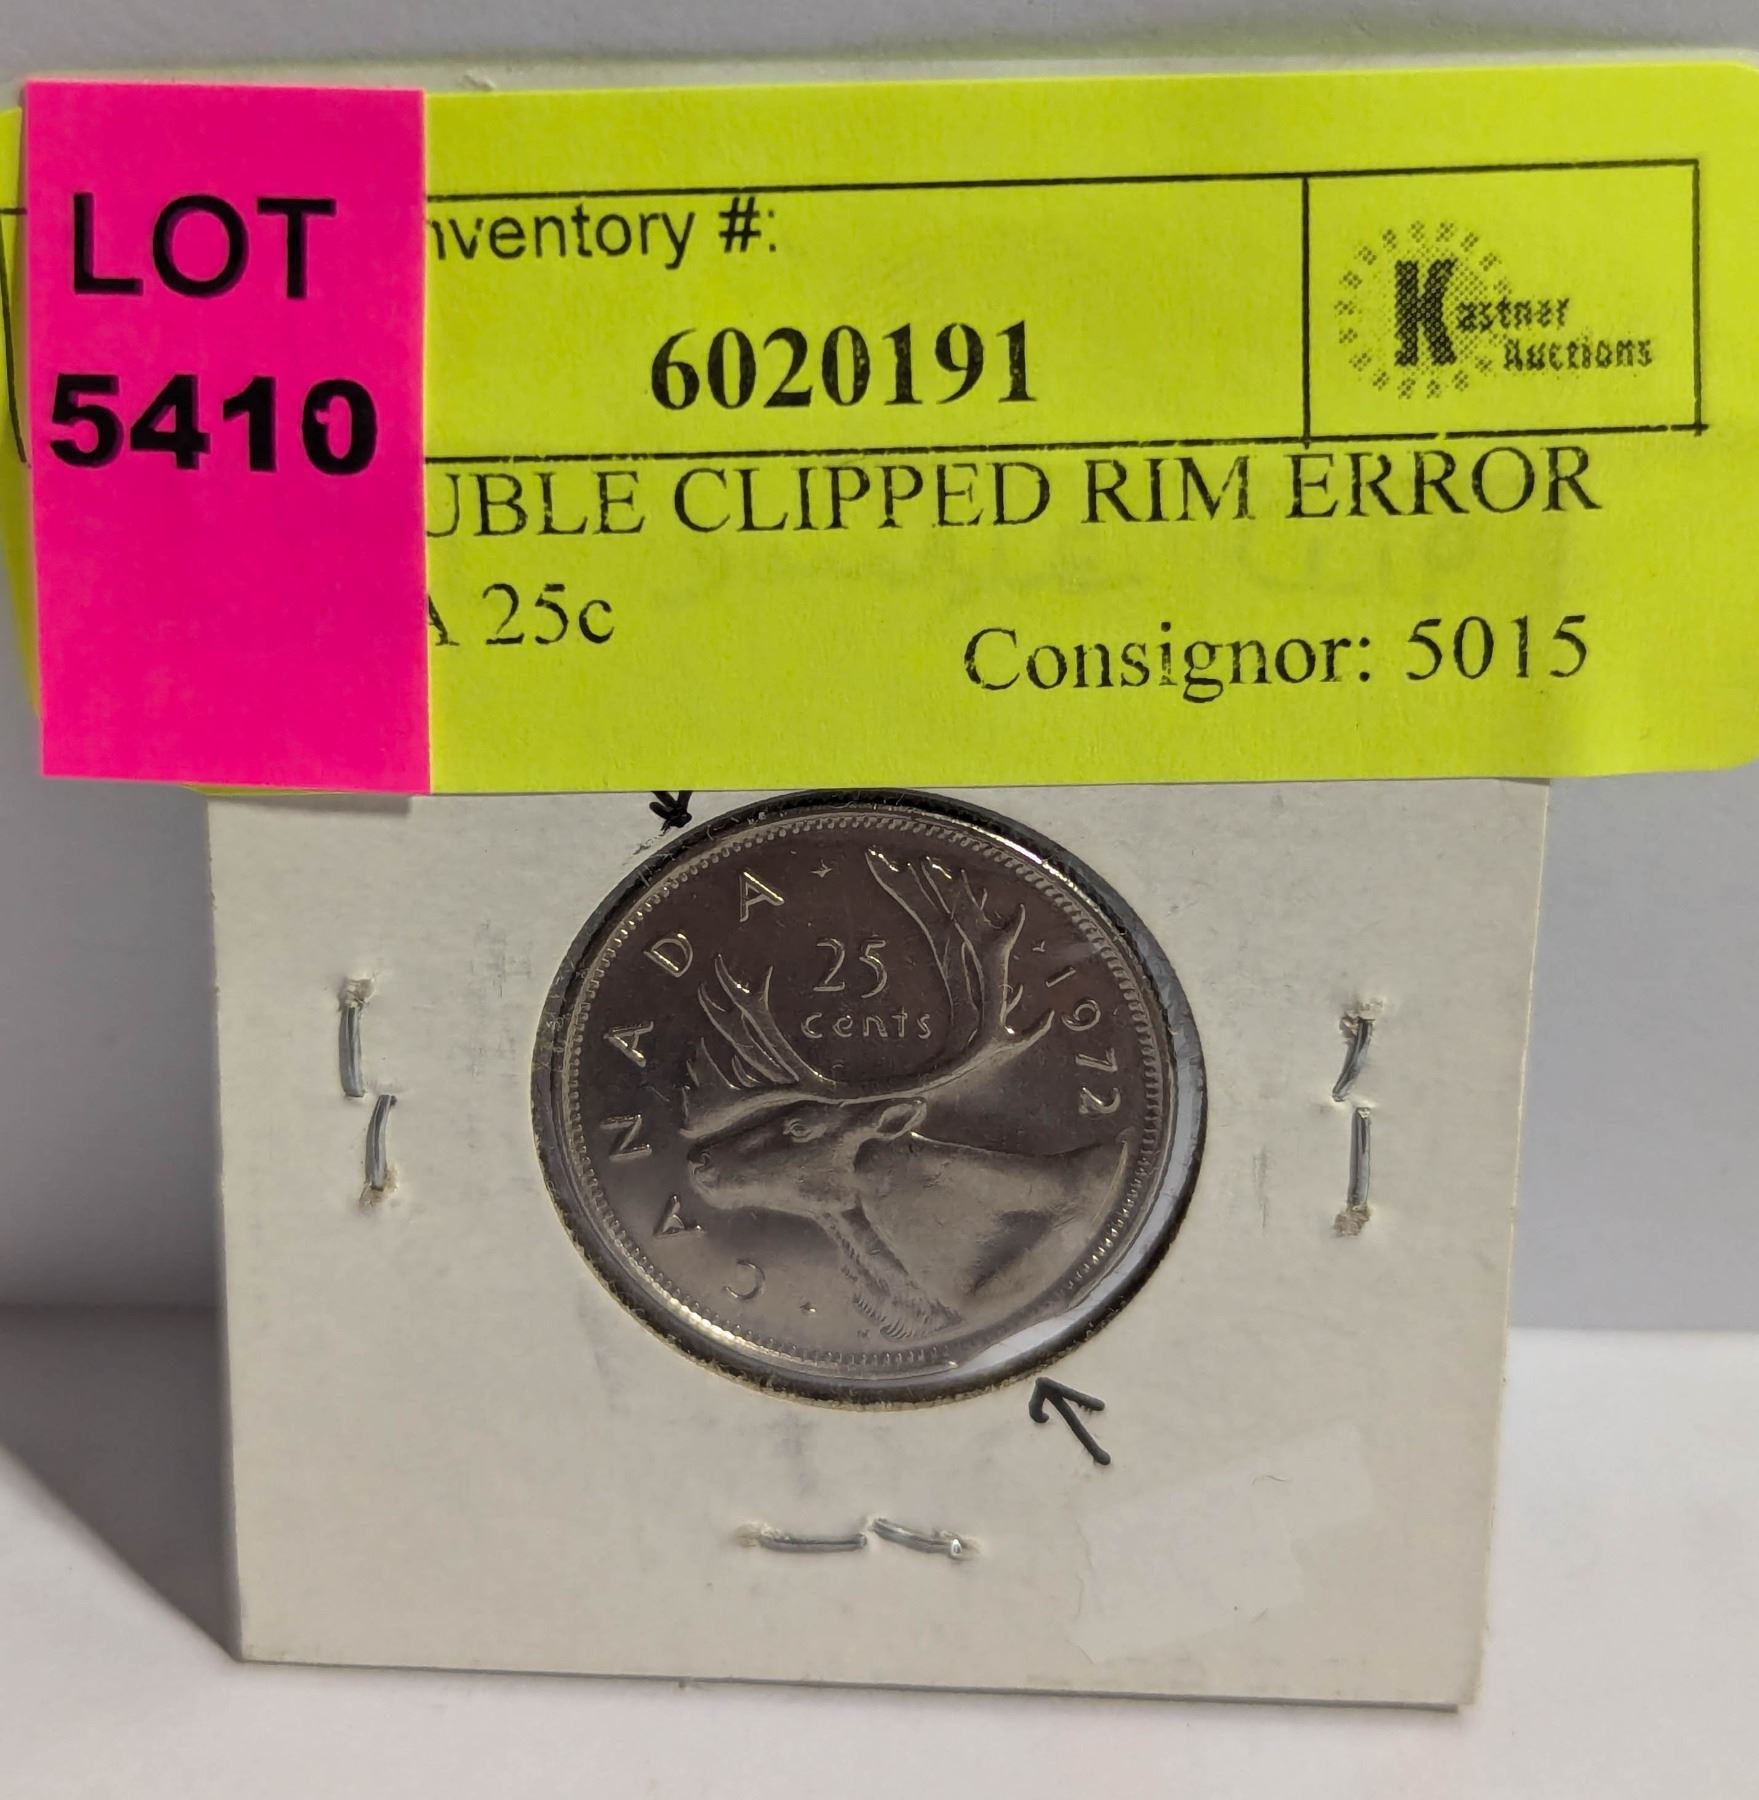 LOT
5410
nventory #:
6020191
Kastner
Auctions
UBLE CLIPPED RIM ERROR
A 25c
Consignor: 5015
CANADA
25
cents
1972